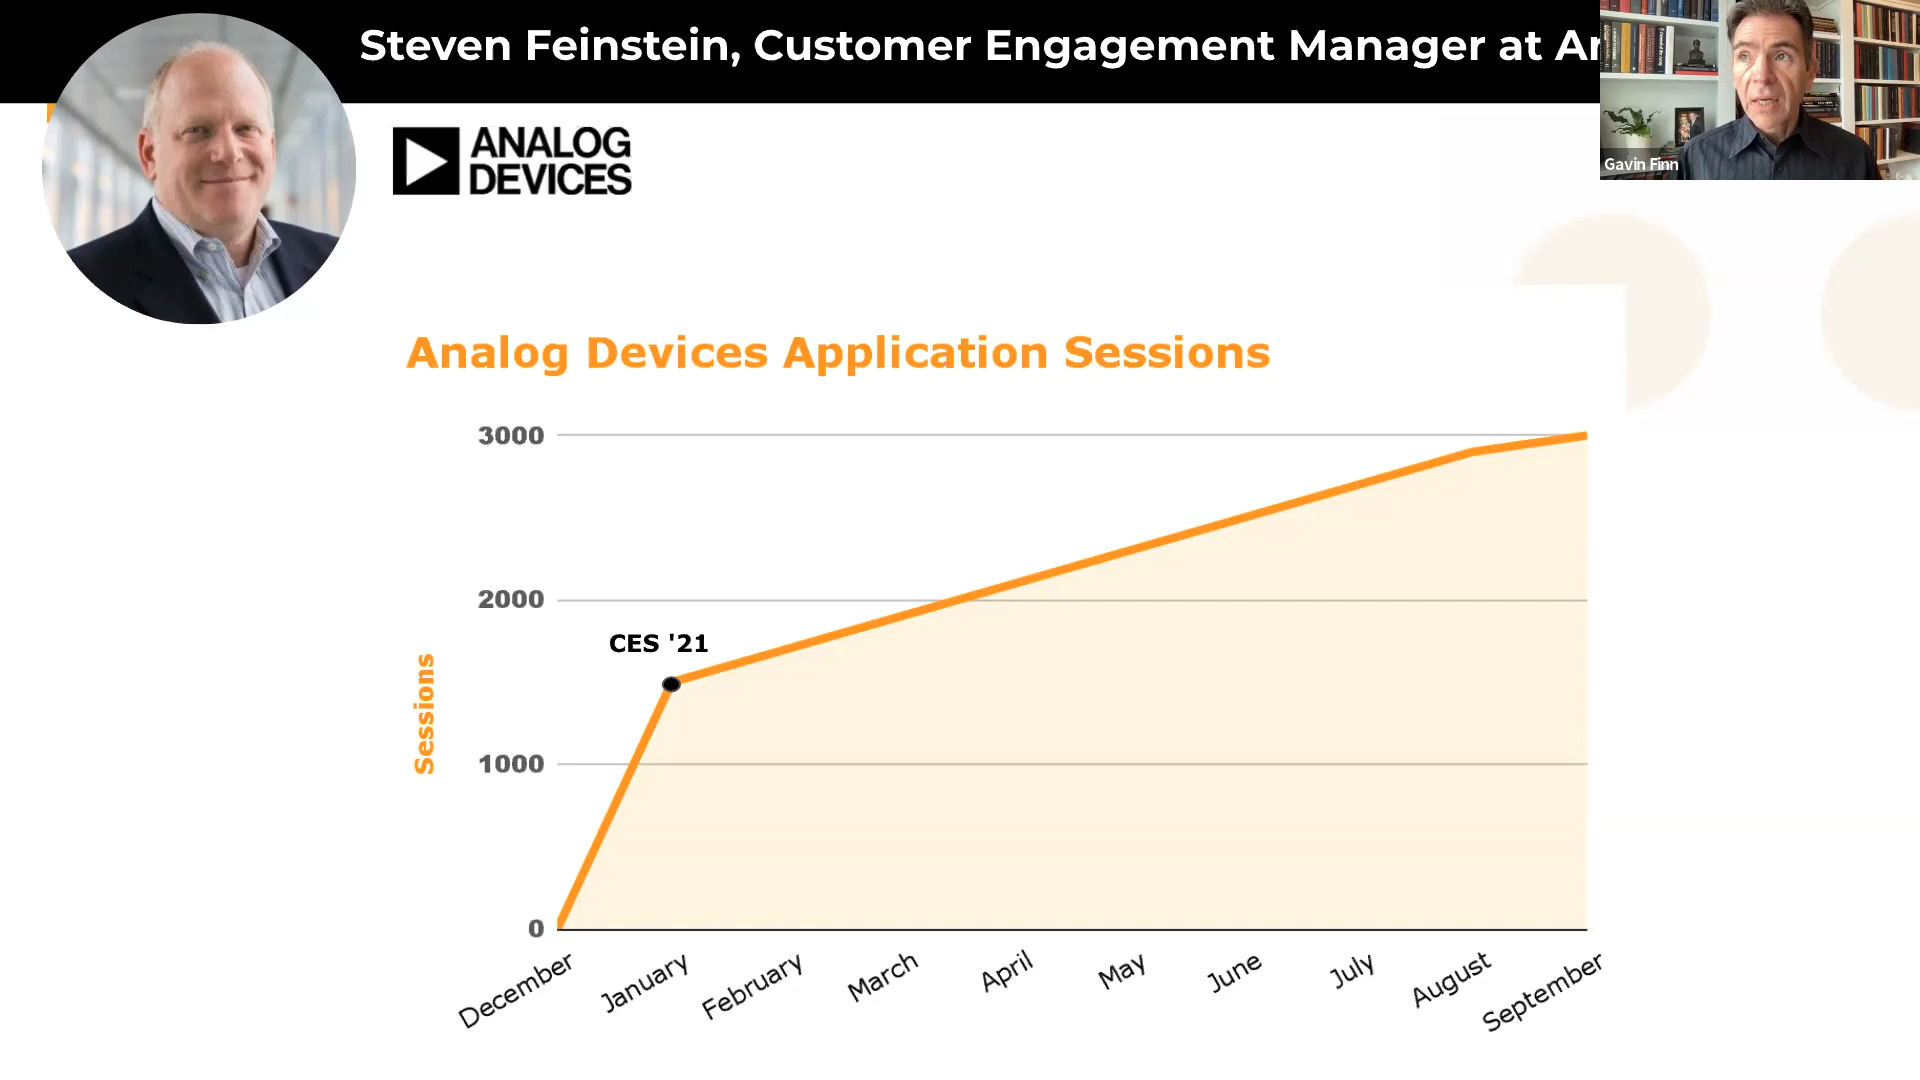 Steven Feinstein, Customer Engagement Manager at
Gavin Finn
ANALOG
DEVICES
Analog Devices Application Sessions
3000
2000
1000
0
Sessions
CES '21
December
January
February
March
April
May
June
July
August
September